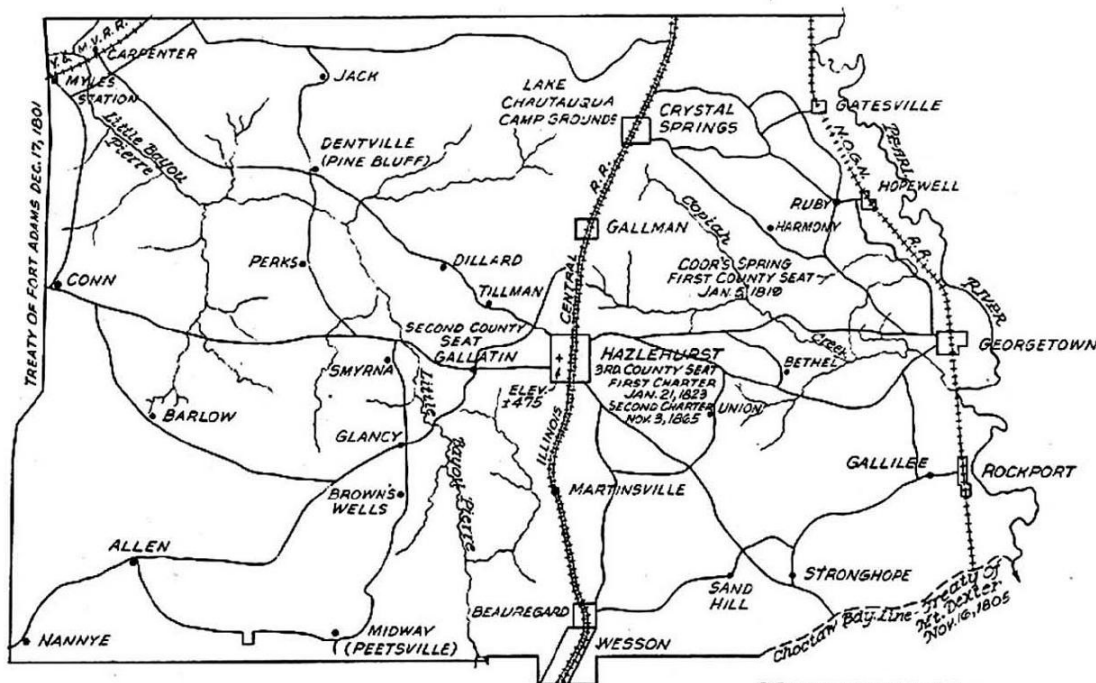 Y. &
M. V. R. R.
CARPENTER
MYLES
STATION
JACK
LAKE
CHAUTAUQUA
CAMP GROUNDS
CRYSTAL
SPRINGS
GATESVILLE
PEARL
RIVER
N.O.G.N.
R. R.
HOPEWELL
RUBY
HARMONY
TREATY OF FORT ADAMS DEC. 17, 1801
Little Bayou
Pierre
DENTVILLE
(PINE BLUFF)
ILLINOIS
CENTRAL
R. R.
GALLMAN
Copiah
Creek
COOR'S SPRING
FIRST COUNTY SEAT
JAN. 5, 1819
CONN
PERKS
DILLARD
TILLMAN
SECOND COUNTY
SEAT
GALLATIN
HAZLEHURST
3RD COUNTY SEAT
FIRST CHARTER
JAN. 21, 1823
SECOND CHARTER
NOV. 3, 1865
ELEV.
±475
GEORGETOWN
BETHEL
UNION
SMYRNA
LITTLE
Bayou Pierre
BARLOW
GLANCY
BROWN'S
WELLS
MARTINSVILLE
GALLILEE
ROCKPORT
ALLEN
NANNYE
MIDWAY
(PEETSVILLE)
BEAUREGARD
WESSON
SAND
HILL
STRONGHOPE
Choctaw Bay Line-Treaty of
Mt. Dexter
Nov. 16, 1805